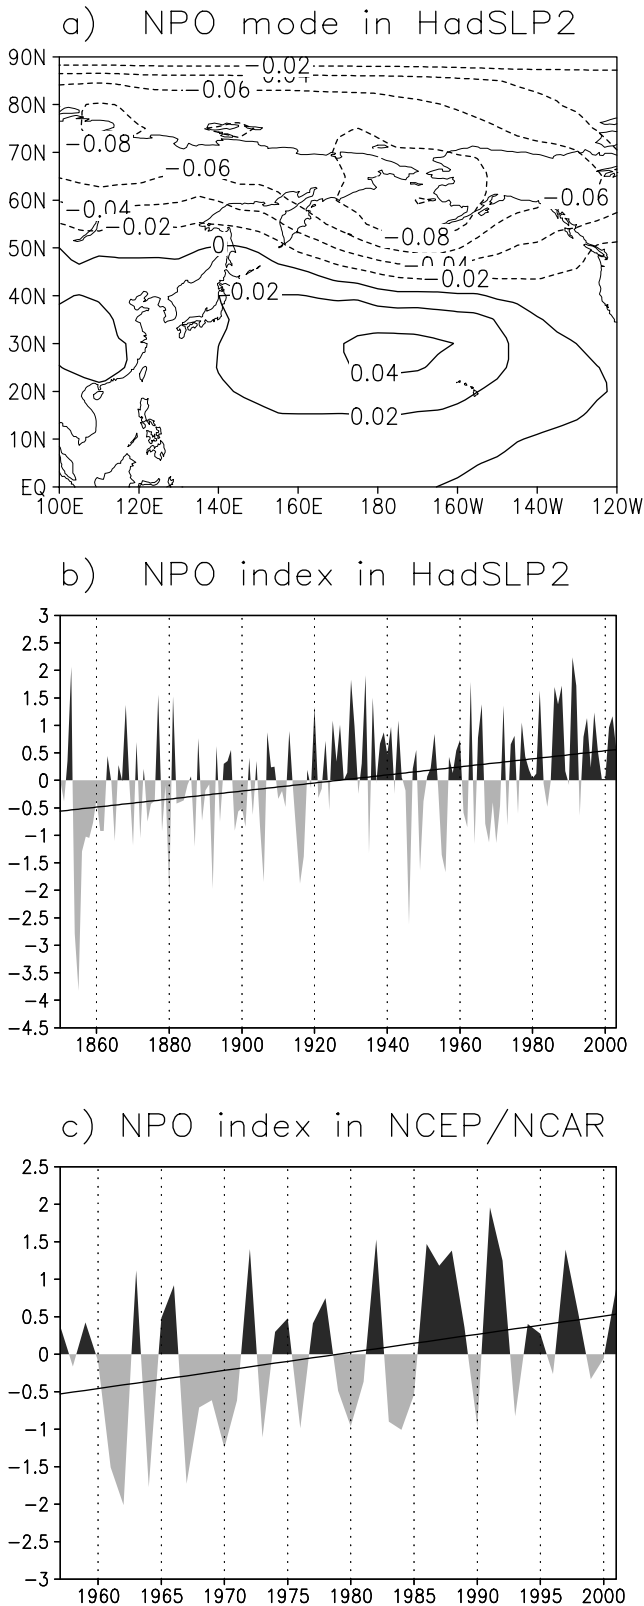 a) NPO mode in HadSLP2
90N
−0.02
−0.04
80N
−0.06
70N
−0.08
−0.06
60N
−0.06
−0.04
−0.02
−0.08
50N
0
−0.04
−0.02
40N
−0.02
30N
0.04
20N
0.02
10N
EQ
100E 120E 140E 160E 180 160W 140W 120W
b) NPO index in HadSLP2
3
2.5
2
1.5
1
0.5
0
−0.5
−1
−1.5
−2
−2.5
−3
−3.5
−4
−4.5
1860 1880 1900 1920 1940 1960 1980 2000
c) NPO index in NCEP/NCAR
2.5
2
1.5
1
0.5
0
−0.5
−1
−1.5
−2
−2.5
−3
1960 1965 1970 1975 1980 1985 1990 1995 2000